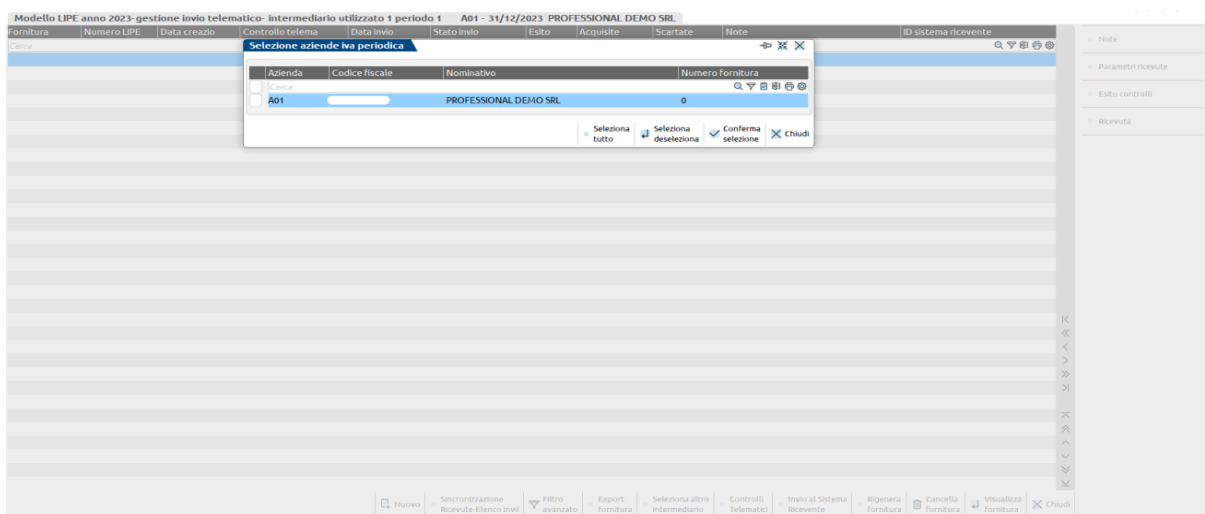 Modello LIPE anno 2023-gestione invio telematico- intermediario utilizzato 1 periodo 1 A01 - 31/12/2023 PROFESSIONAL DEMO SRL
Fornitura Numero LIPE Data creazio Controllo telema Data invio Stato invio Esito Acquisite Scartate Note ID sistema ricevente
Cerca
Selezione aziende iva periodica
Azienda Codice fiscale Nominativo Numero fornitura
Cerca
A01 PROFESSIONAL DEMO SRL 0
Seleziona tutto
Seleziona deseleziona
Conferma selezione
Chiudi
Note
Parametri ricevute
Esito controlli
Ricevuta
Nuovo
Sincronizzazione Ricevute-Elenco invii
Filtro avanzato
Export fornitura
Seleziona altro intermediario
Controlli Telematici
Invio al Sistema Ricevente
Rigenera fornitura
Cancella fornitura
Visualizza fornitura
Chiudi